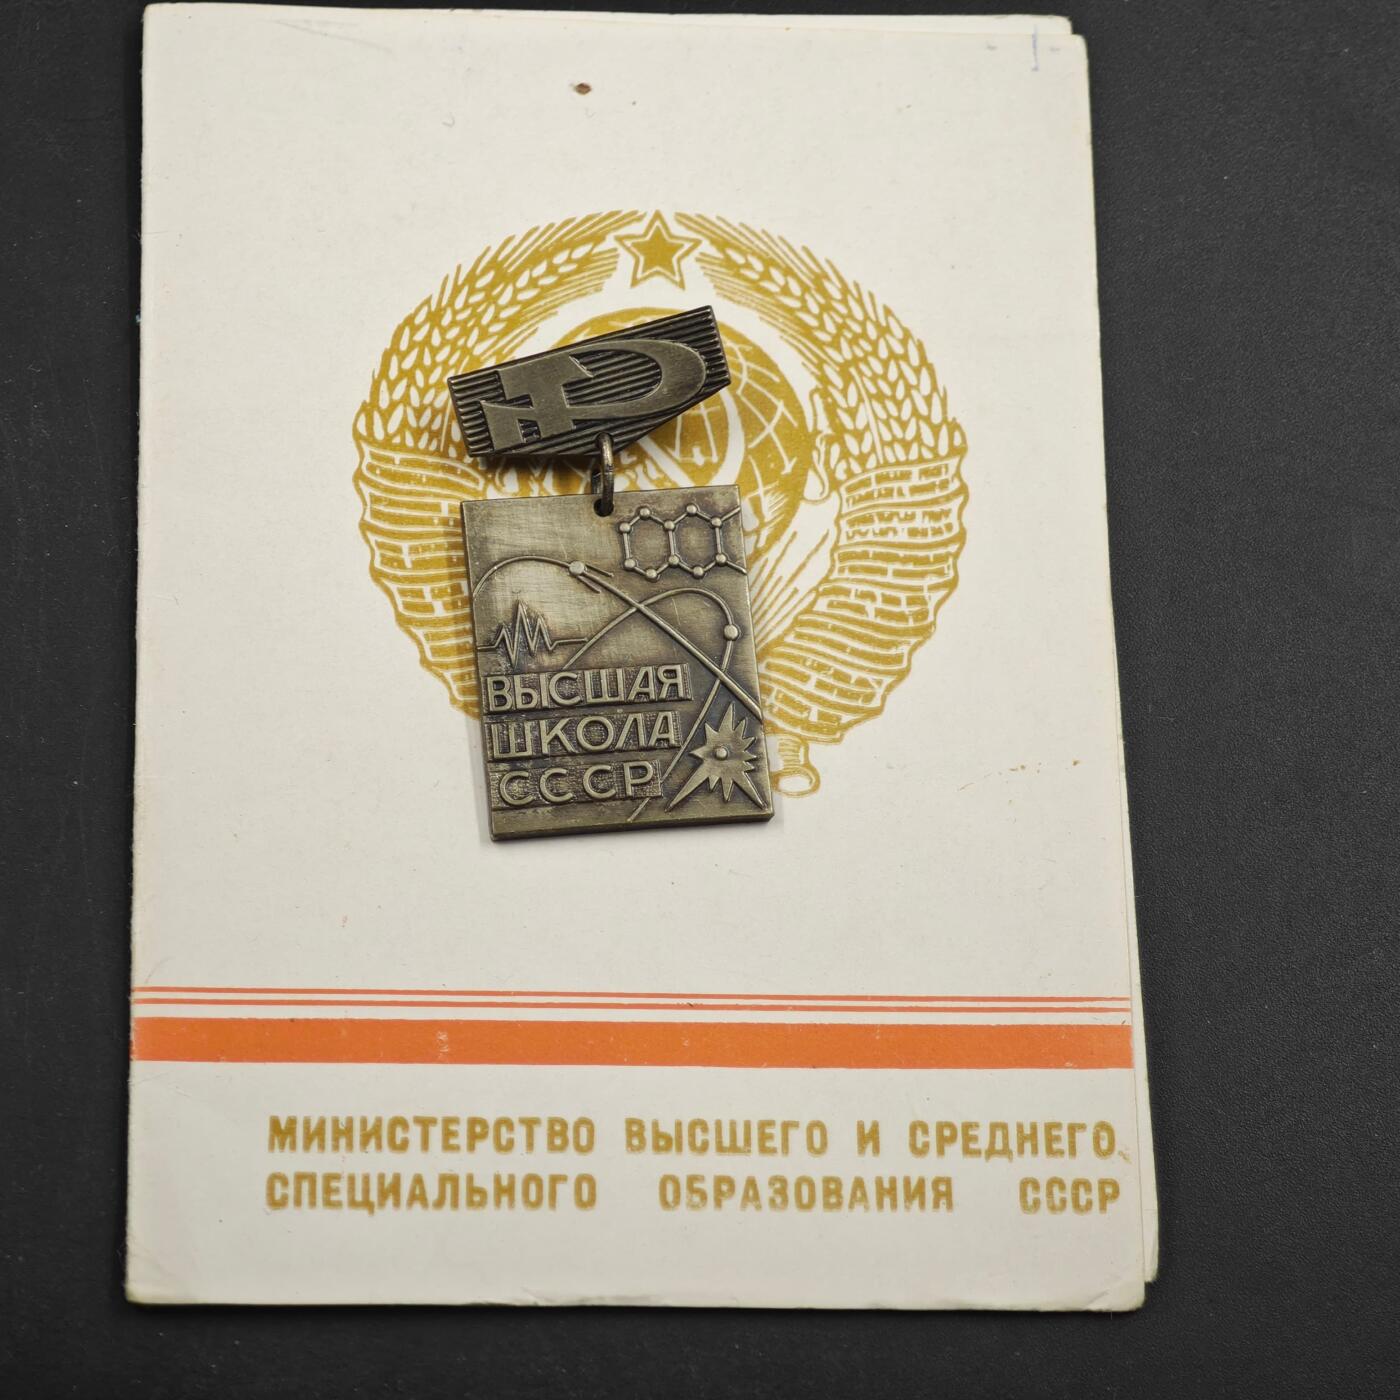 ВЫСШАЯ
ШКОЛА
СССР
МИНИСТЕРСТВО ВЫСШЕГО И СРЕДНЕГО
СПЕЦИАЛЬНОГО ОБРАЗОВАНИЯ СССР